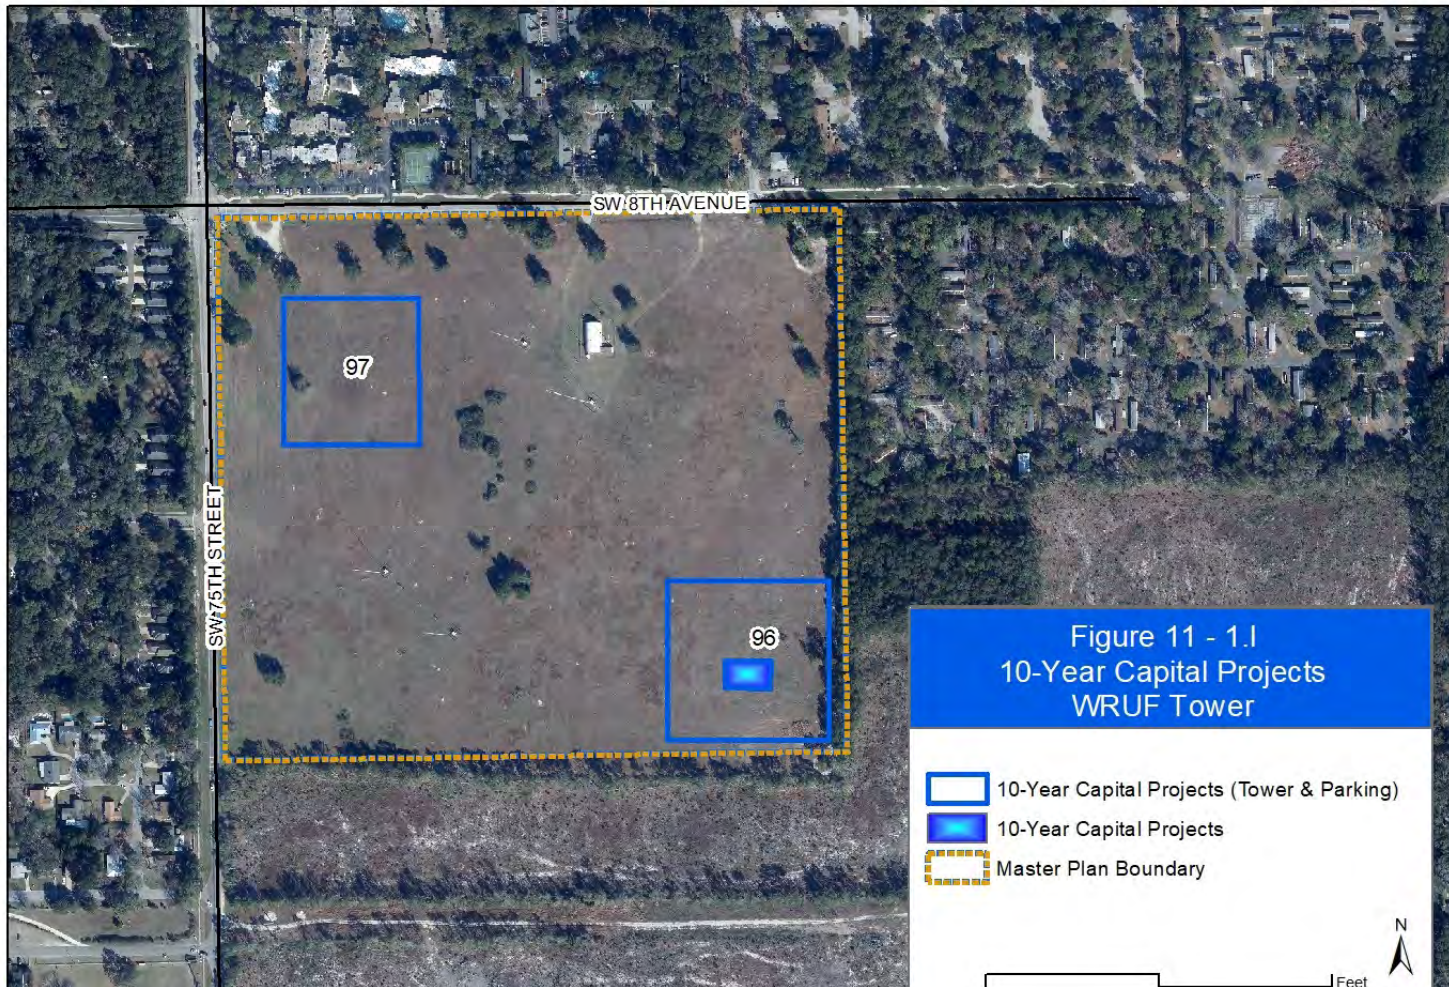 SW 8TH AVENUE
97
SW 75TH STREET
96
Figure 11 - 1.I
10-Year Capital Projects
WRUF Tower
10-Year Capital Projects (Tower & Parking)
10-Year Capital Projects
Master Plan Boundary
N
Feet